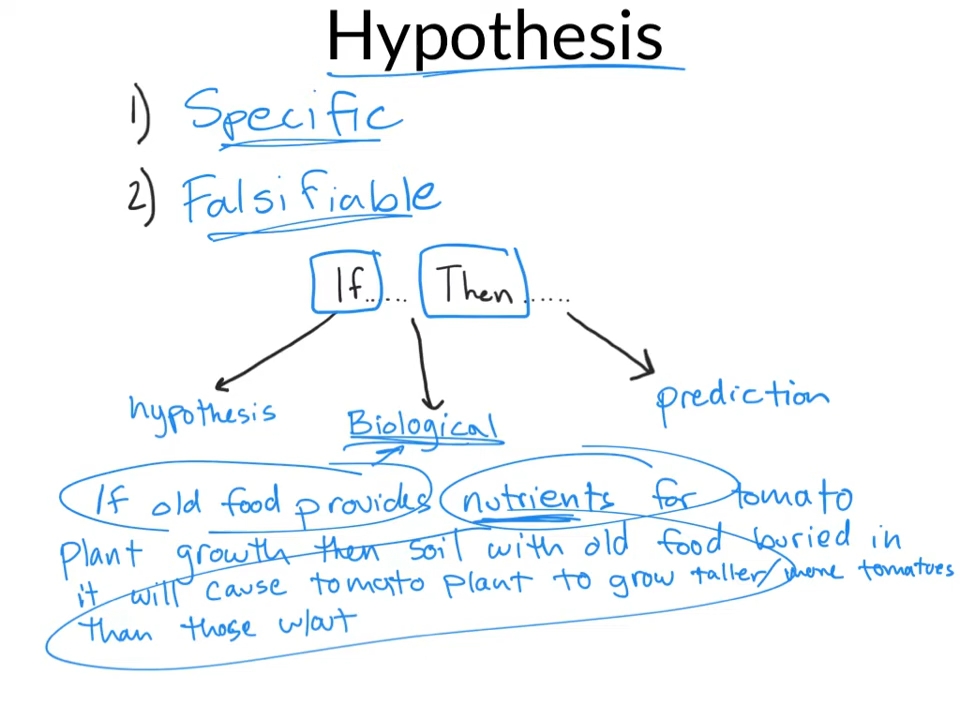 Hypothesis
1) Specific
2) Falsifiable
If...... Then......
hypothesis
Biological
prediction
If old food provides nutrients for tomato
plant growth then soil with old food buried in
it will cause tomato plant to grow taller/more tomatoes
than those w/out